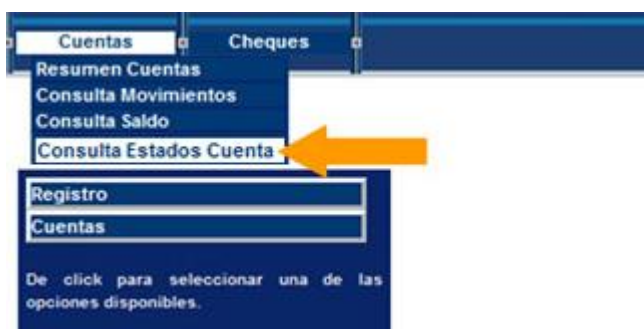 Cuentas Cheques
Resumen Cuentas
Consulta Movimientos
Consulta Saldo
Consulta Estados Cuenta
Registro
Cuentas
De click para seleccionar una de las
opciones disponibles.